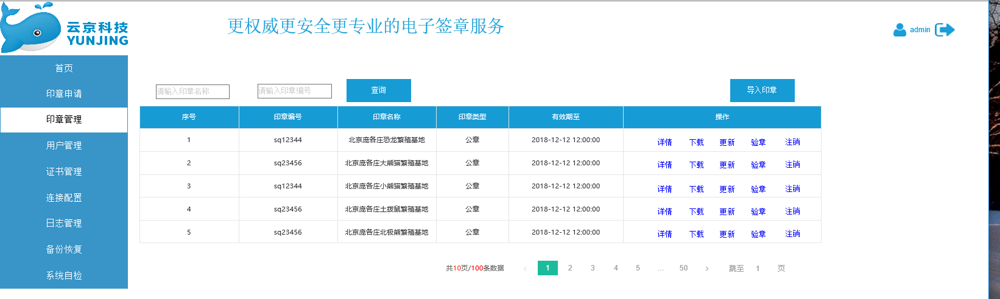 云京科技
YUNJING
更权威更安全更专业的电子签章服务
admin
首页
印章申请
印章管理
用户管理
证书管理
连接配置
日志管理
备份恢复
系统自检
请输入印章名称 请输入印章编号 查询 导入印章
序号 印章编号 印章名称 印章类型 有效期至 操作
1 sq12344 北京庞各庄恐龙繁殖基地 公章 2018-12-12 12:00:00 详情 下载 更新 验章 注销
2 sq23456 北京庞各庄大熊猫繁殖基地 公章 2018-12-12 12:00:00 详情 下载 更新 验章 注销
3 sq12344 北京庞各庄小熊猫繁殖基地 公章 2018-12-12 12:00:00 详情 下载 更新 验章 注销
4 sq23456 北京庞各庄土拨鼠繁殖基地 公章 2018-12-12 12:00:00 详情 下载 更新 验章 注销
5 sq23456 北京庞各庄北极熊繁殖基地 公章 2018-12-12 12:00:00 详情 下载 更新 验章 注销
共10页/100条数据 ‹ 1 2 3 4 5 ... 50 › 跳至 1 页